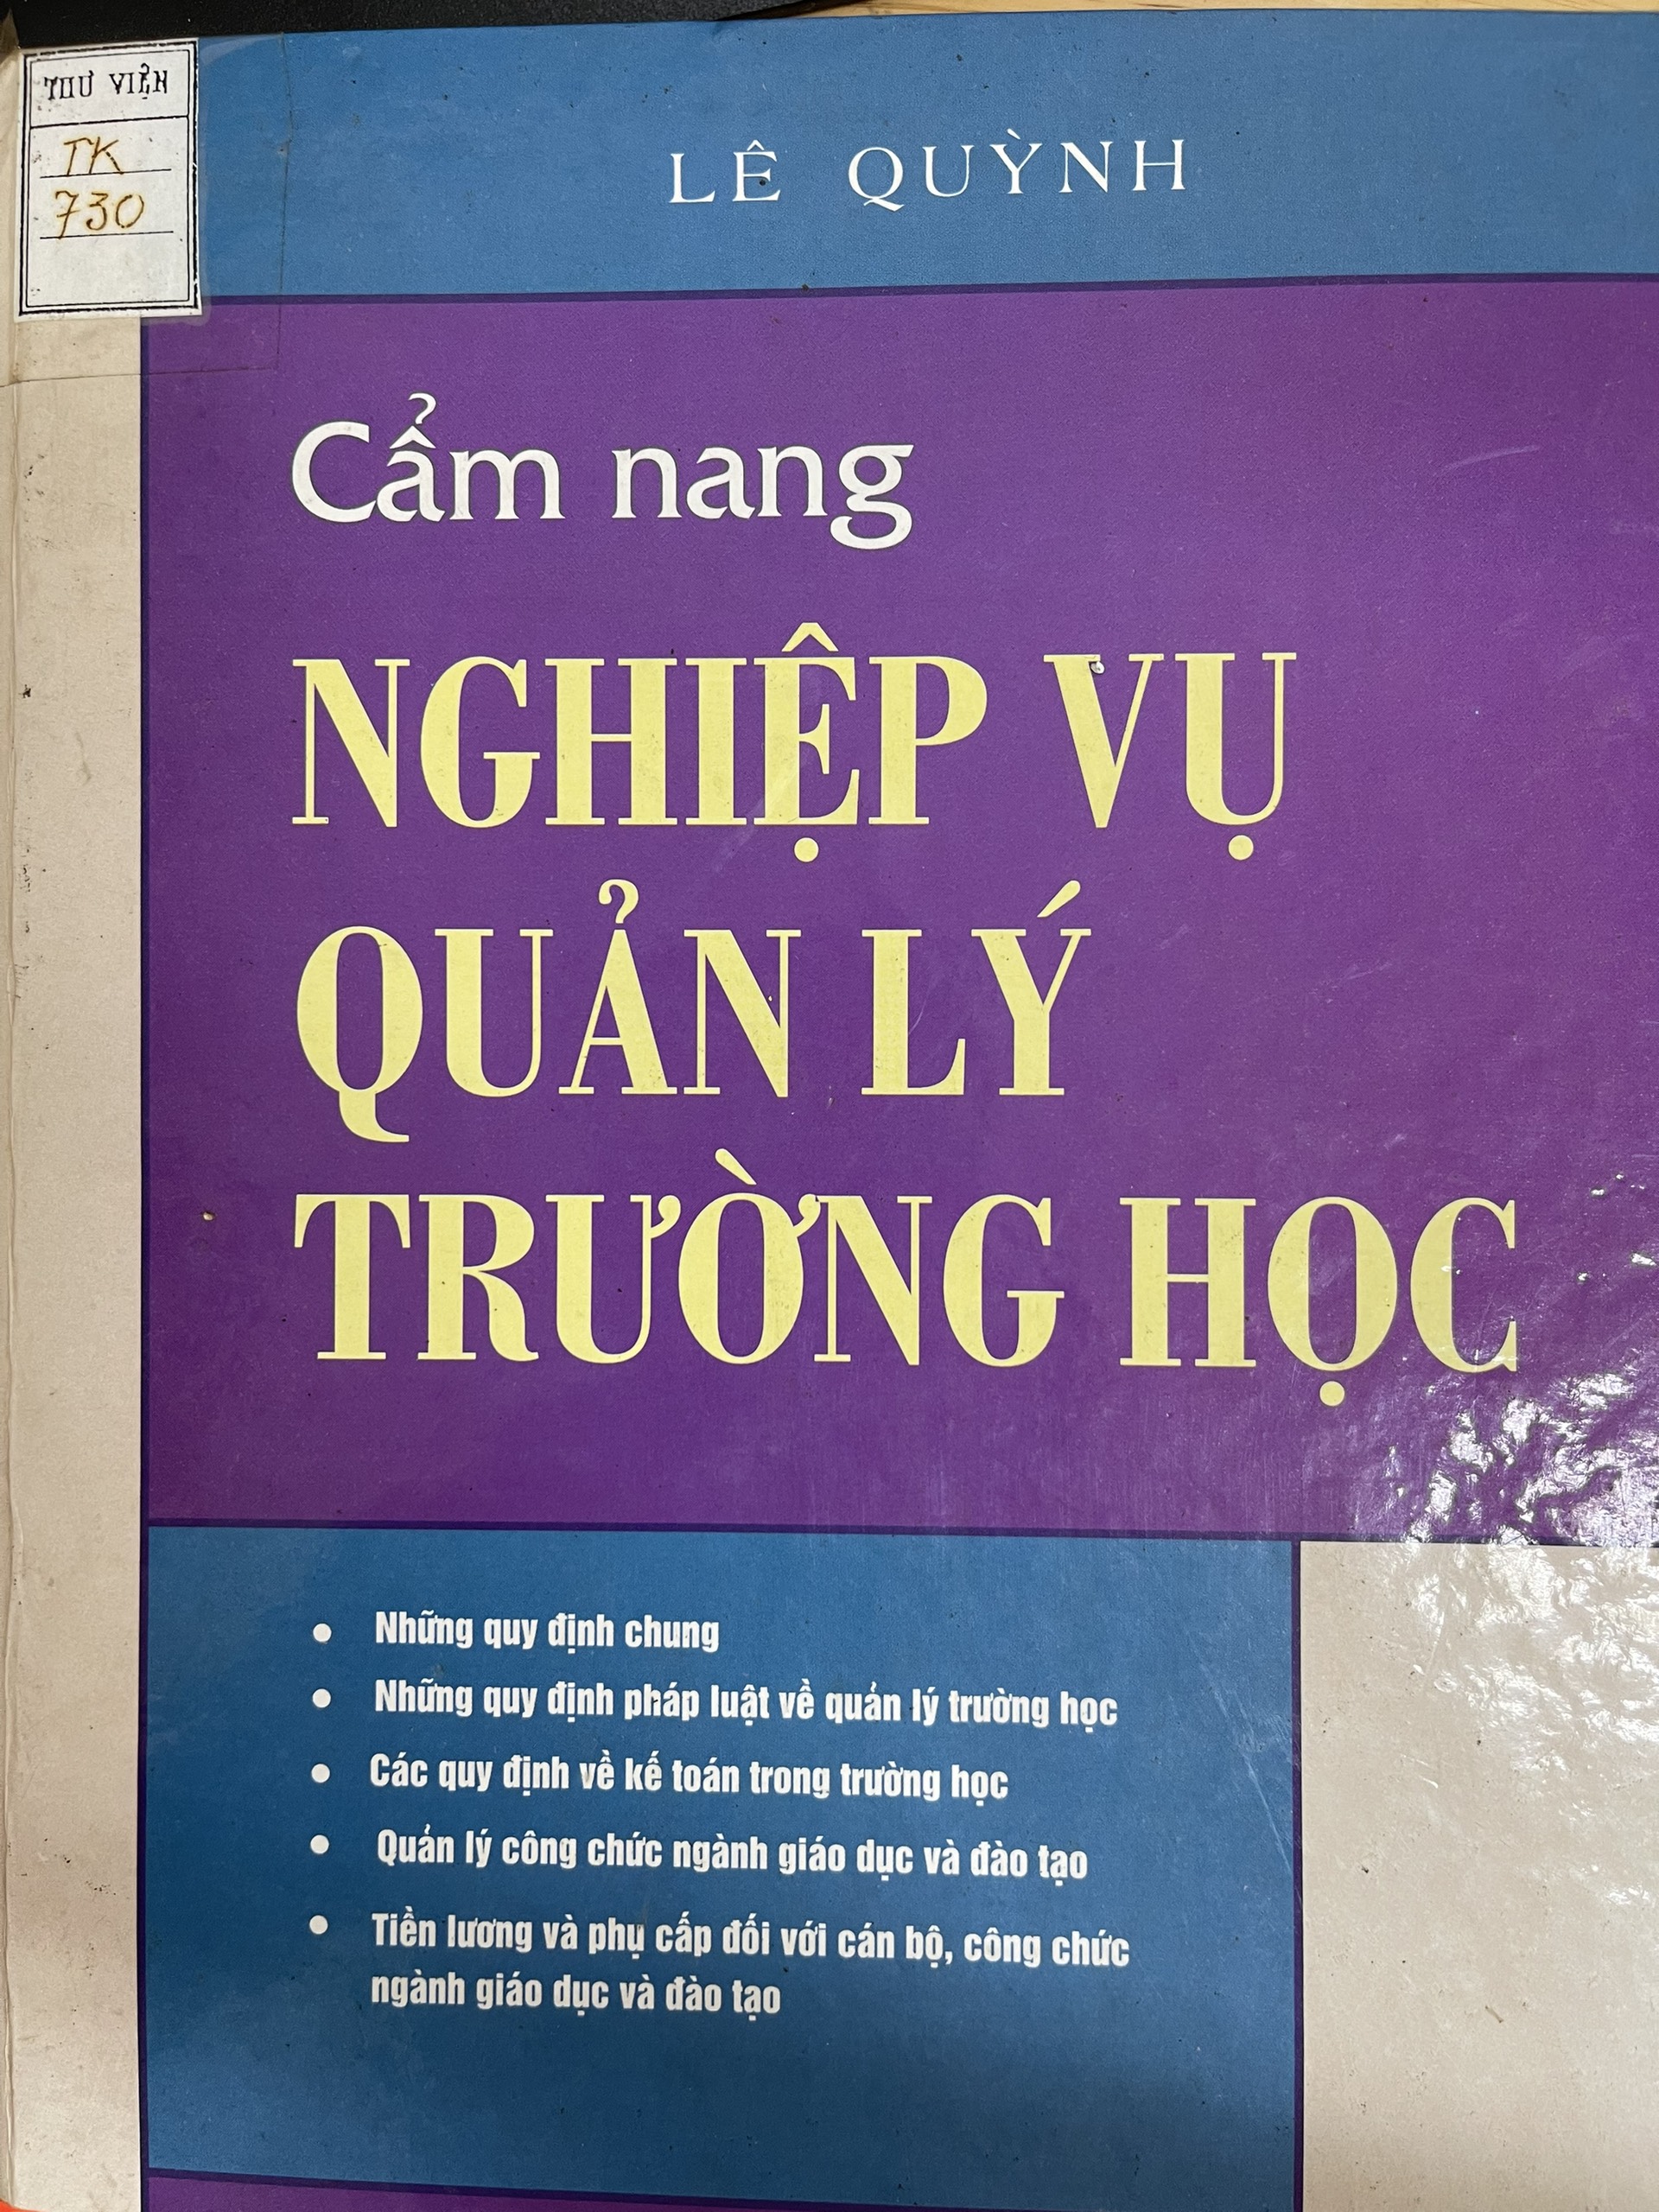 THƯ VIỆN
TK
730
LÊ QUỲNH
Cẩm nang
NGHIỆP VỤ
QUẢN LÝ
TRƯỜNG HỌC
• Những quy định chung
• Những quy định pháp luật về quản lý trường học
• Các quy định về kế toán trong trường học
• Quản lý công chức ngành giáo dục và đào tạo
• Tiền lương và phụ cấp đối với cán bộ, công chức
ngành giáo dục và đào tạo